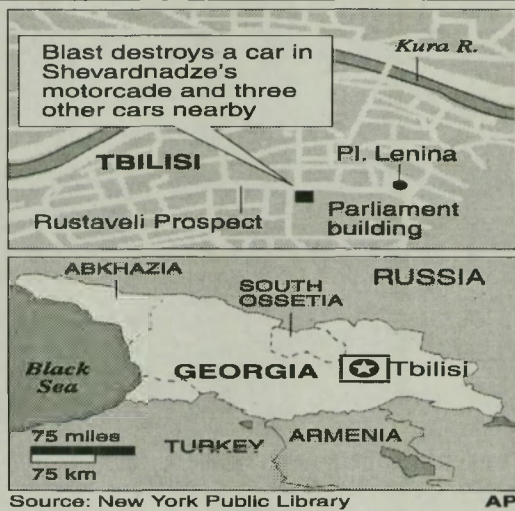 Blast destroys a car in
Shevardnadze's
motorcade and three
other cars nearby
Kura R.
TBILISI
Pl. Lenina
Rustaveli Prospect
Parliament
building
ABKHAZIA
RUSSIA
SOUTH
OSSETIA
Black
Sea
GEORGIA
Tbilisi
75 miles
75 km
TURKEY
ARMENIA
Source: New York Public Library
AP